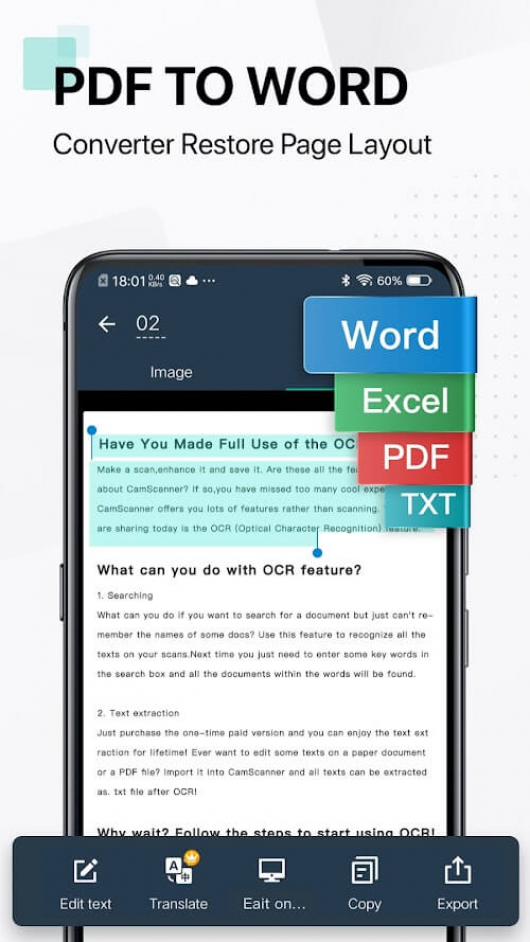 PDF TO WORD
Converter Restore Page Layout
18:01 0.40 KB/s ··· 60%
02
Word
Image
Excel
PDF
TXT
Have You Made Full Use of the OC
Make a scan,enhance it and save it. Are these all the
about CamScanner? If so,you have missed too many cool
CamScanner offers you lots of features rather than scanning.
are sharing today is the OCR (Optical Character Recognition) feature.
What can you do with OCR feature?
1. Searching
What can you do if you want to search for a document but just can't re-
member the names of some docs? Use this feature to recognize all the
texts on your scans.Next time you just need to enter some key words in
the search box and all the documents within the words will be found.
2. Text extraction
Just purchase the one-time paid version and you can enjoy the text ext
raction for lifetime! Ever want to edit some texts on a paper document
or a PDF file? Import it into CamScanner and all texts can be extracted
as. txt file after OCR!
Why wait? Follow the steps to start using OCR!
A 中
Edit text Translate Eait on... Copy Export